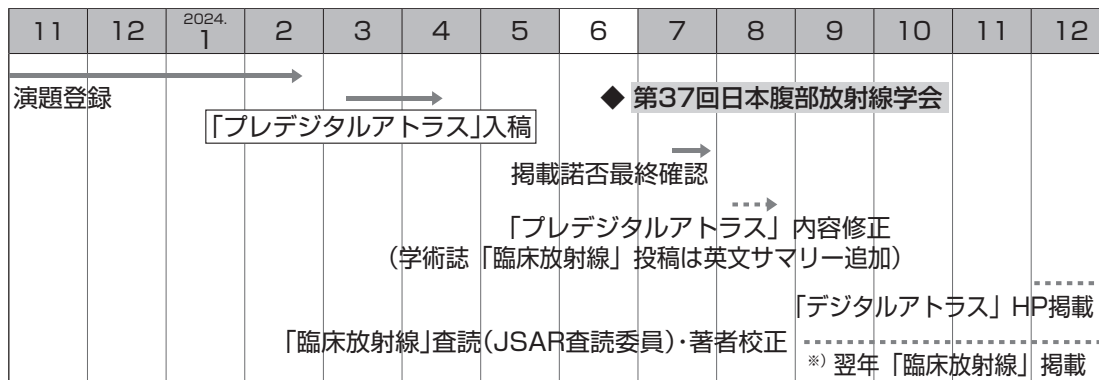 11 12 2024. 1 2 3 4 5 6 7 8 9 10 11 12
演題登録
◆ 第37回日本腹部放射線学会
「プレデジタルアトラス」入稿
掲載諾否最終確認
「プレデジタルアトラス」内容修正
(学術誌「臨床放射線」投稿は英文サマリー追加)
「デジタルアトラス」HP掲載
「臨床放射線」査読(JSAR査読委員)・著者校正
※)翌年「臨床放射線」掲載